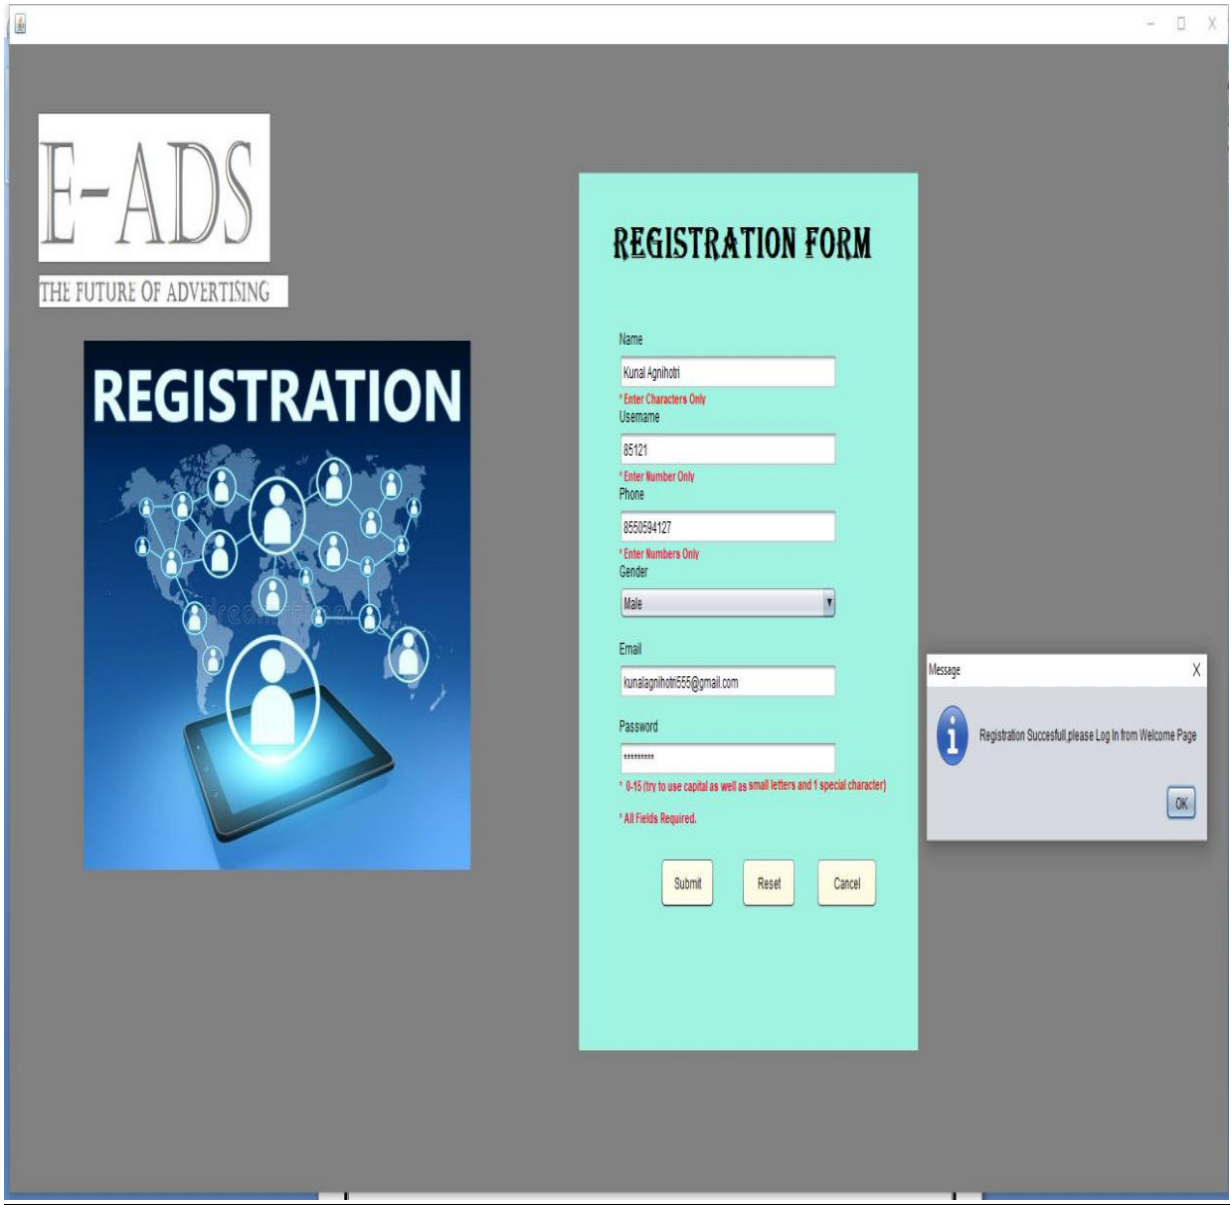 E-ADS
THE FUTURE OF ADVERTISING
REGISTRATION
REGISTRATION FORM
Name
Kunal Agnihotri
* Enter Characters Only
Username
85121
* Enter Number Only
Phone
8550594127
* Enter Numbers Only
Gender
Male
Email
kunalagnihotri555@gmail.com
Password
*********
* 0-15 (try to use capital as well as small letters and 1 special character)
* All Fields Required.
Submit Reset Cancel
Message X
Registration Succesfull,please Log In from Welcome Page
OK